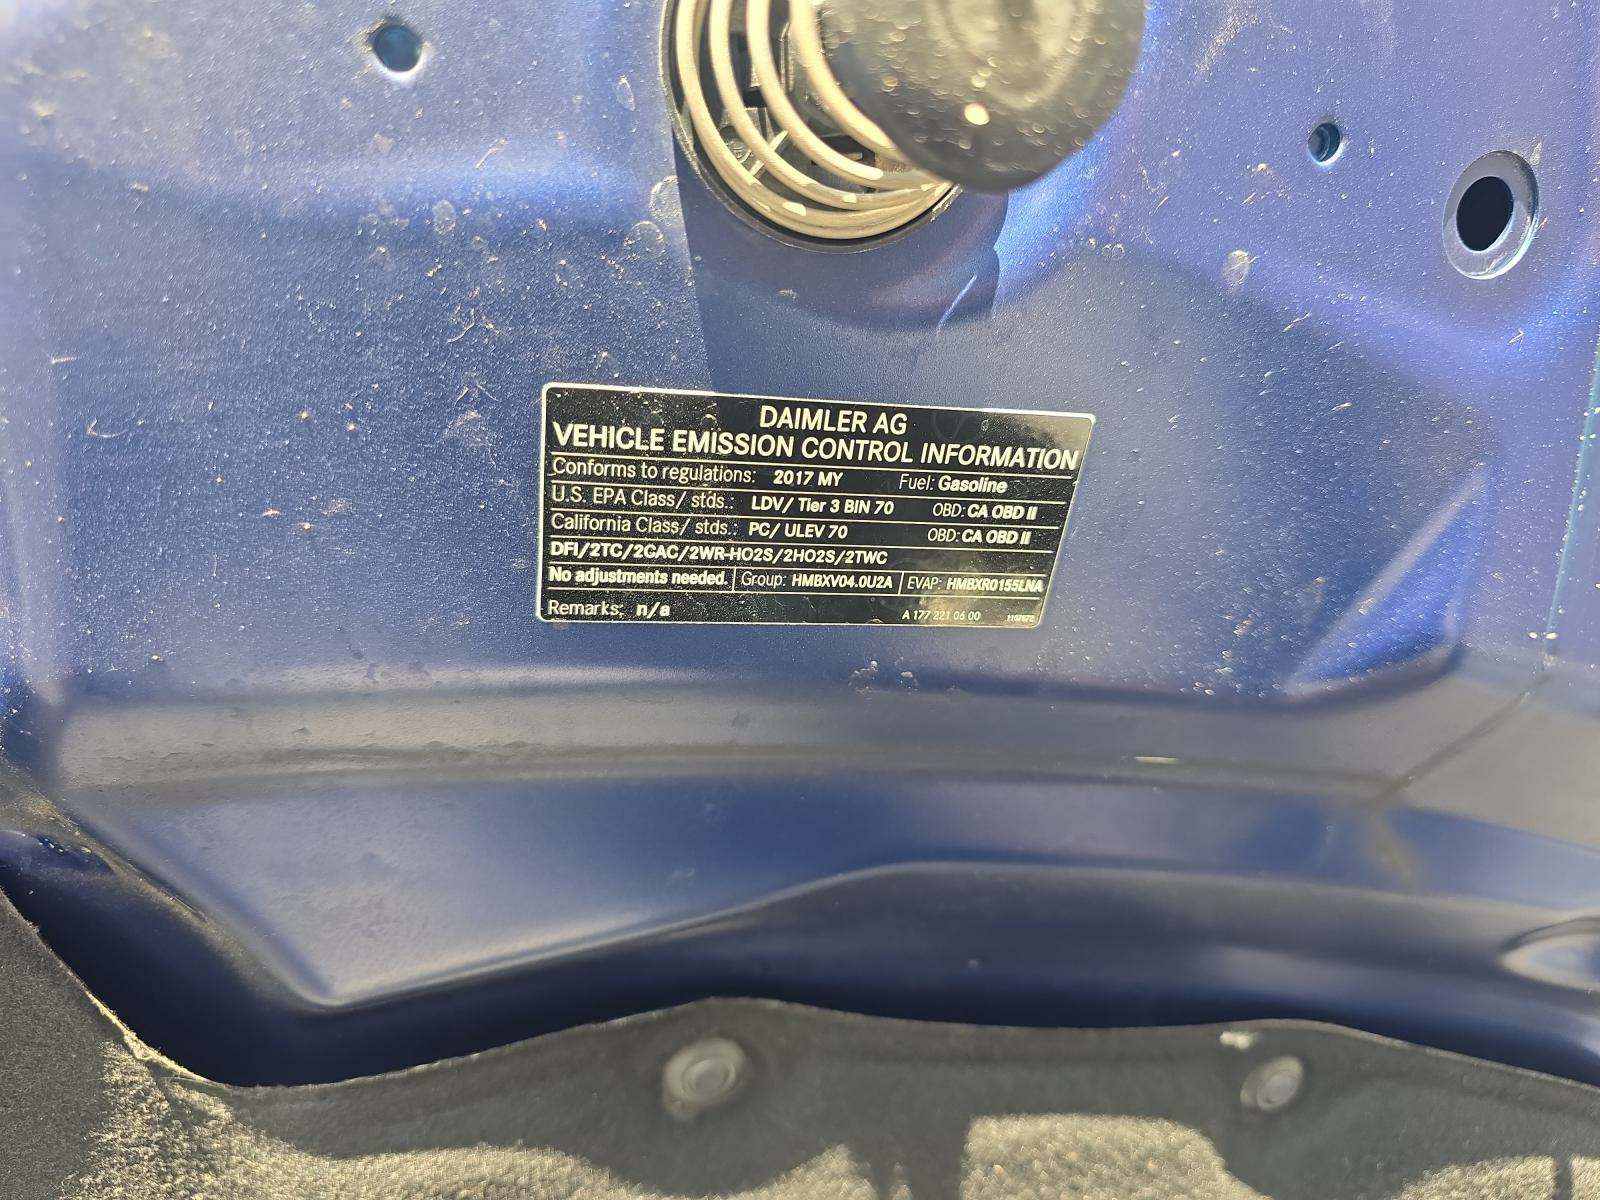 DAIMLER AG
VEHICLE EMISSION CONTROL INFORMATION
Conforms to regulations: 2017 MY Fuel: Gasoline
U.S. EPA Class/ stds.: LDV/ Tier 3 BIN 70 OBD: CA OBD II
California Class/ stds.: PC/ ULEV 70 OBD: CA OBD II
DFI/2TC/2CAC/2WR-HO2S/2HO2S/2TWC
No adjustments needed. Group: HMBXV04.0U2A EVAP: HMBXR0155LNA
Remarks: n/a A 177 221 06 00